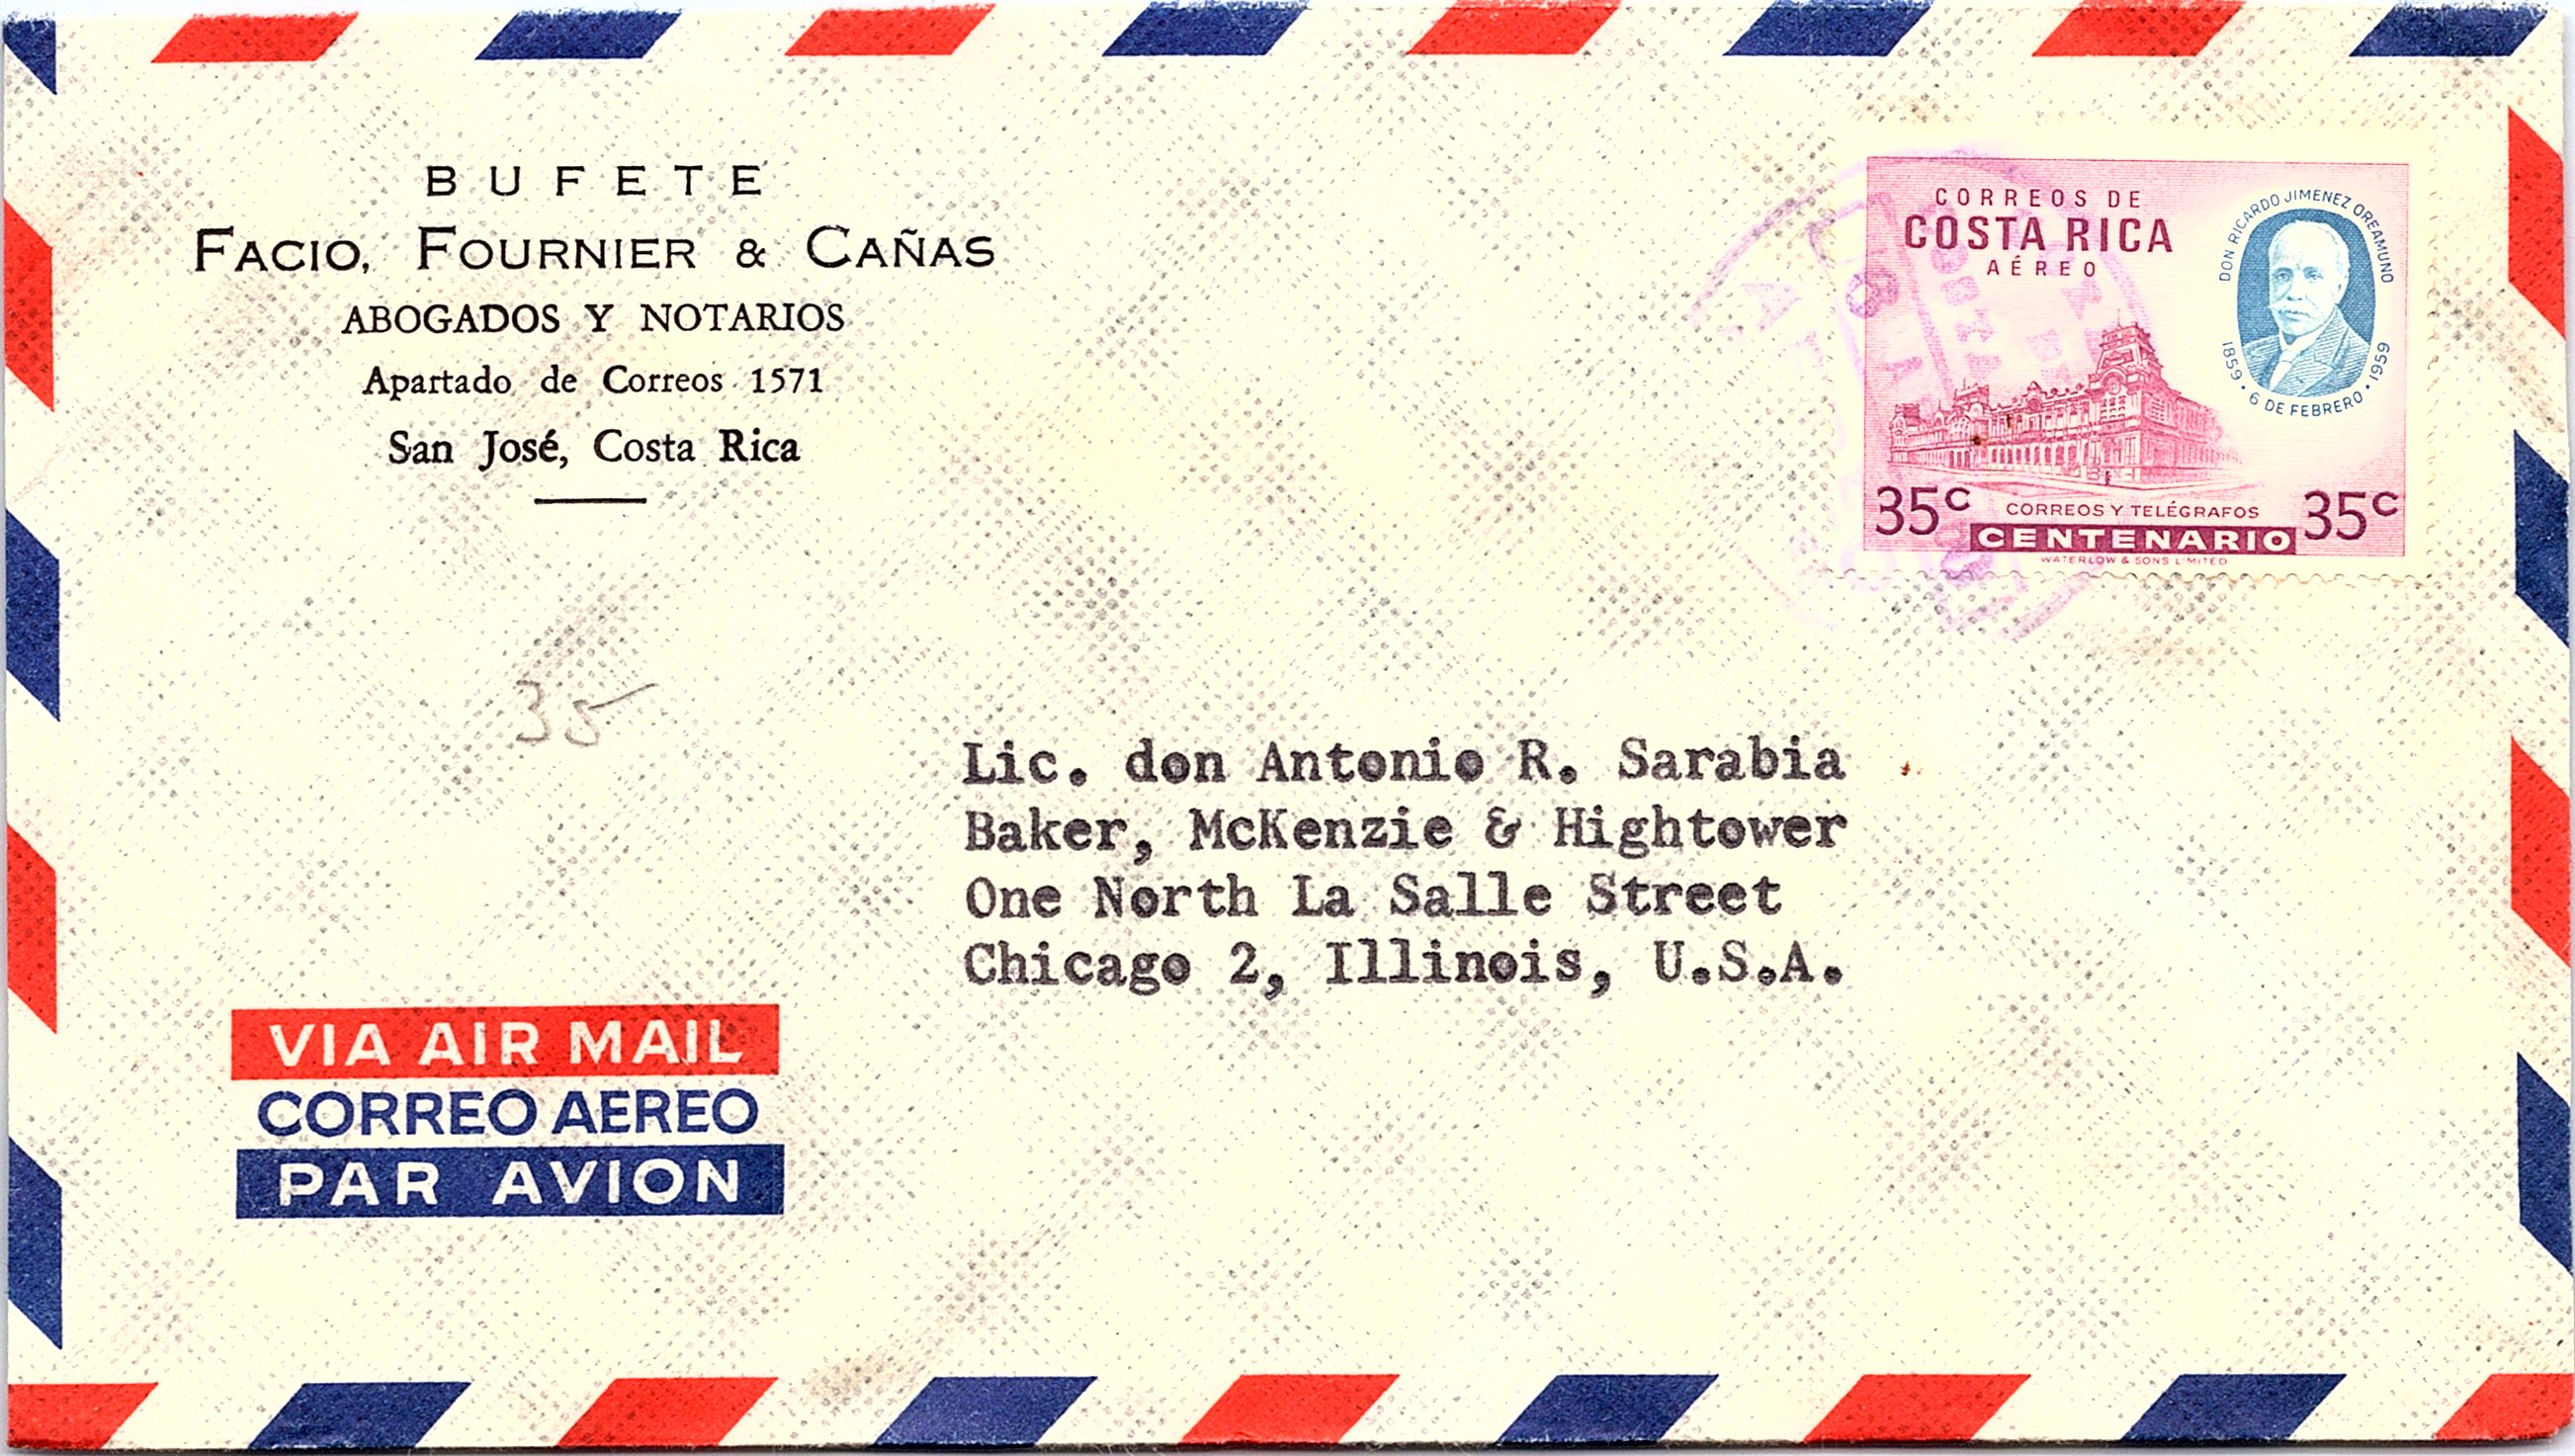 BUFETE
FACIO, FOURNIER & CAÑAS
ABOGADOS Y NOTARIOS
Apartado de Correos 1571
San José, Costa Rica
CORREOS DE
COSTA RICA
AÉREO
DON RICARDO JIMENEZ OREAMUNO
1859 • 6 DE FEBRERO • 1959
35c CORREOS Y TELÉGRAFOS 35c
CENTENARIO
WATERLOW & SONS LIMITED
35
Lic. don Antonio R. Sarabia
Baker, McKenzie & Hightower
One North La Salle Street
Chicago 2, Illinois, U.S.A.
VIA AIR MAIL
CORREO AEREO
PAR AVION